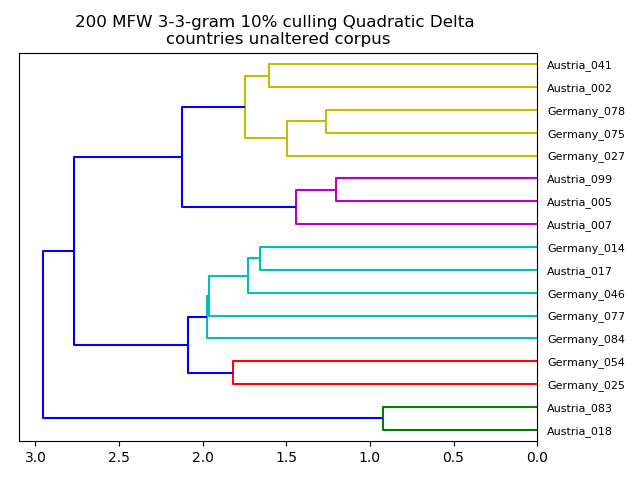 200 MFW 3-3-gram 10% culling Quadratic Delta
countries unaltered corpus
Austria_041
Austria_002
Germany_078
Germany_075
Germany_027
Austria_099
Austria_005
Austria_007
Germany_014
Austria_017
Germany_046
Germany_077
Germany_084
Germany_054
Germany_025
Austria_083
Austria_018
3.0 2.5 2.0 1.5 1.0 0.5 0.0